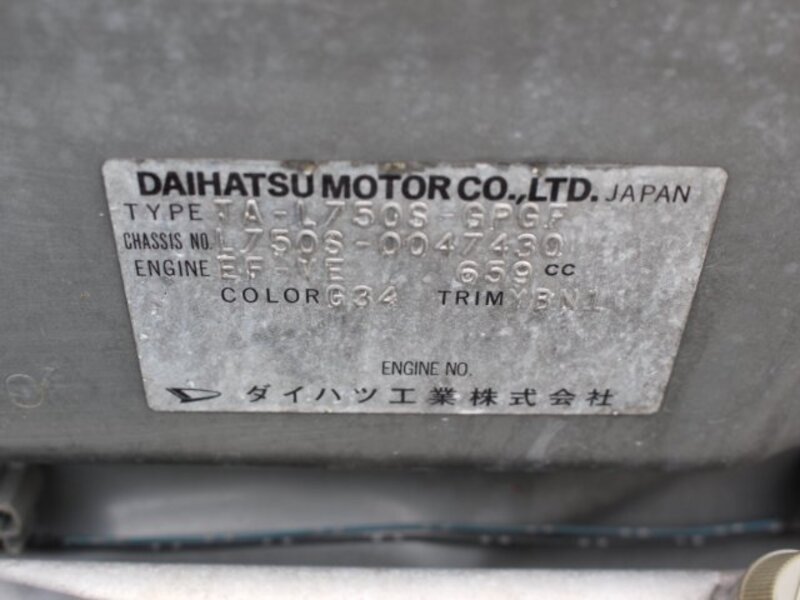 DAIHATSU MOTOR CO.,LTD. JAPAN
TYPE TA-L750S-GPGF
CHASSIS NO. L750S-0047430
ENGINE EF-VE 659 CC
COLOR G34 TRIM YBN1
ENGINE NO.
ダイハツ工業株式会社